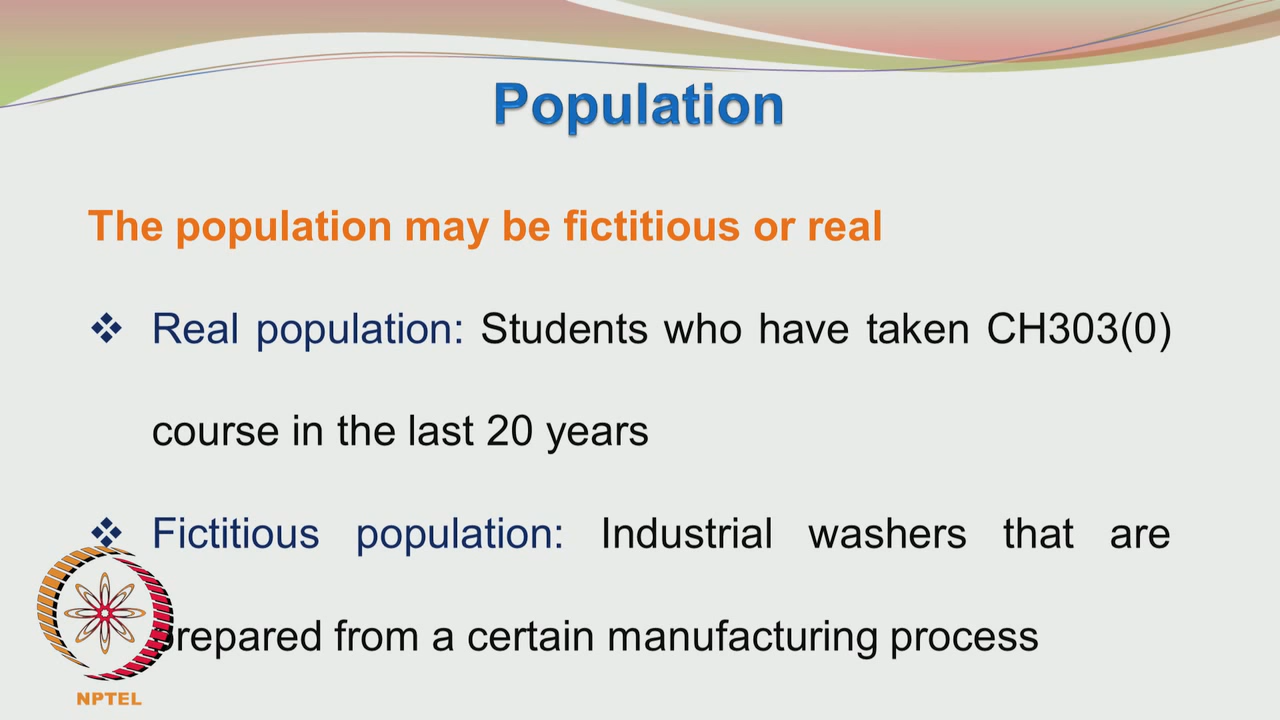 Population
The population may be fictitious or real
❖ Real population: Students who have taken CH303(0)
course in the last 20 years
❖ Fictitious population: Industrial washers that are
prepared from a certain manufacturing process
NPTEL